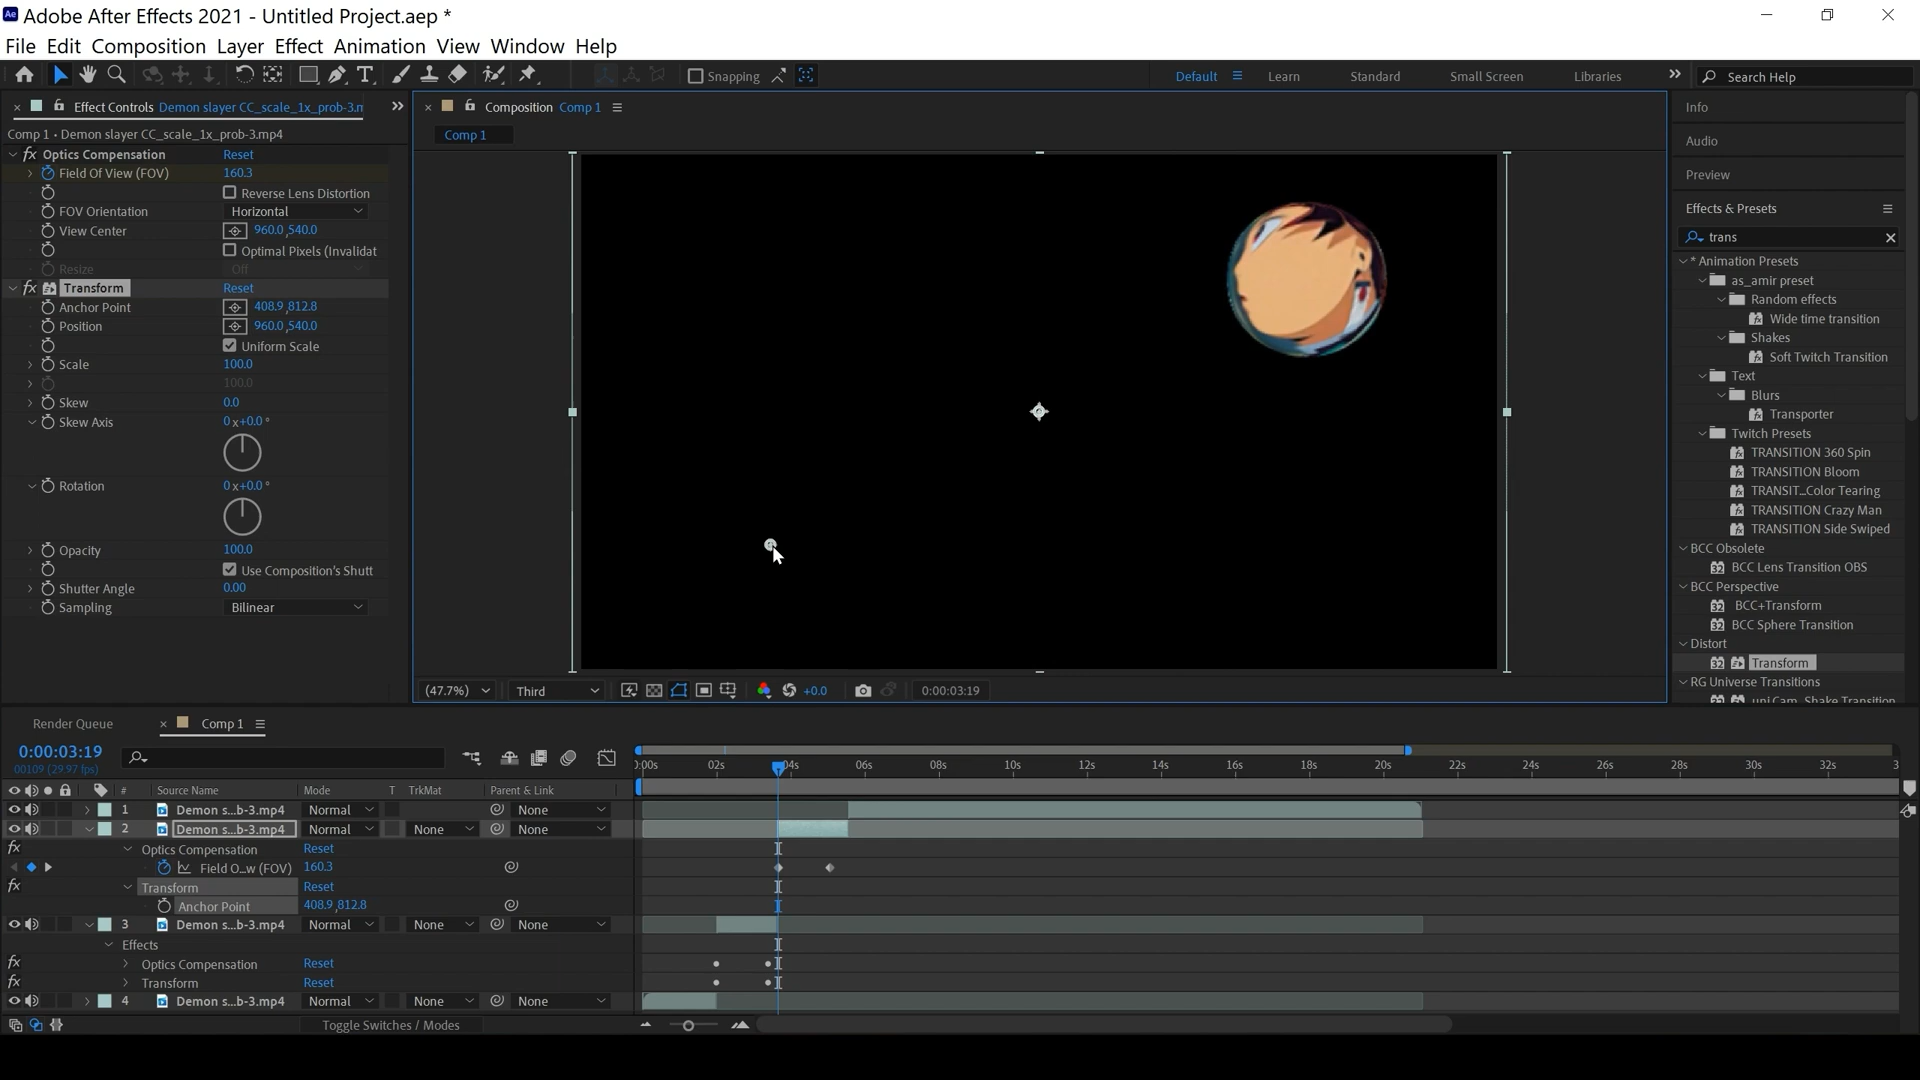 Ae Adobe After Effects 2021 - Untitled Project.aep *
File Edit Composition Layer Effect Animation View Window Help
Snapping Default Learn Standard Small Screen Libraries Search Help
Effect Controls Demon slayer CC_scale_1x_prob-3.m
Comp 1 • Demon slayer CC_scale_1x_prob-3.mp4
fx Optics Compensation Reset
Field Of View (FOV) 160.3
Reverse Lens Distortion
FOV Orientation Horizontal
View Center 960.0,540.0
Optimal Pixels (Invalidat
Resize Off
fx Transform Reset
Anchor Point 408.9,812.8
Position 960.0,540.0
Uniform Scale
Scale 100.0
100.0
Skew 0.0
Skew Axis 0x+0.0°
Rotation 0x+0.0°
Opacity 100.0
Use Composition's Shutt
Shutter Angle 0.00
Sampling Bilinear
Composition Comp 1
Comp 1
(47.7%) Third +0.0 0:00:03:19
Info
Audio
Preview
Effects & Presets
trans
* Animation Presets
as_amir preset
Random effects
Wide time transition
Shakes
Soft Twitch Transition
Text
Blurs
Transporter
Twitch Presets
TRANSITION 360 Spin
TRANSITION Bloom
TRANSIT...Color Tearing
TRANSITION Crazy Man
TRANSITION Side Swiped
BCC Obsolete
32 BCC Lens Transition OBS
BCC Perspective
32 BCC+Transform
32 BCC Sphere Transition
Distort
32 Transform
RG Universe Transitions
uni.Cam Shake Transition
Render Queue Comp 1
0:00:03:19
00109 (29.97 fps)
):00s 02s 04s 06s 08s 10s 12s 14s 16s 18s 20s 22s 24s 26s 28s 30s 32s 3
# Source Name Mode T TrkMat Parent & Link
1 Demon s...b-3.mp4 Normal None
2 Demon s...b-3.mp4 Normal None None
fx Optics Compensation Reset
Field O...w (FOV) 160.3
fx Transform Reset
Anchor Point 408.9,812.8
3 Demon s...b-3.mp4 Normal None None
Effects
fx Optics Compensation Reset
fx Transform Reset
4 Demon s...b-3.mp4 Normal None None
Toggle Switches / Modes